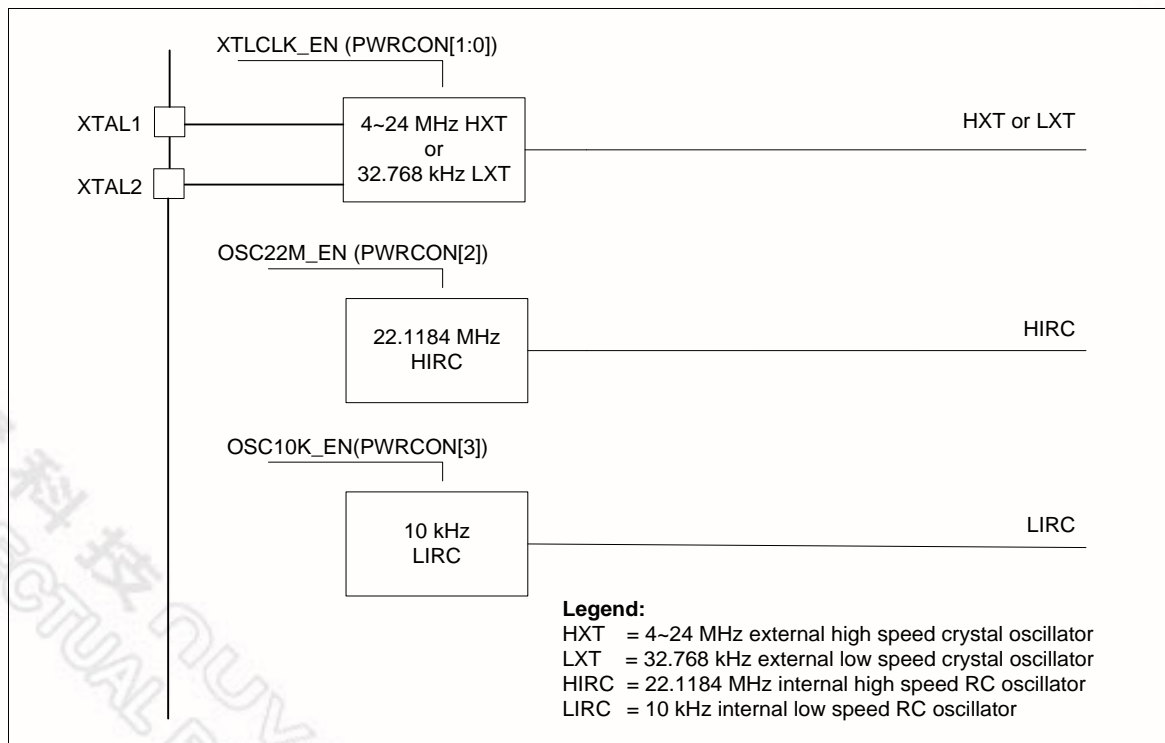 XTLCLK_EN (PWRCON[1:0])
XTAL1
4~24 MHz HXT
or
32.768 kHz LXT
HXT or LXT
XTAL2
OSC22M_EN (PWRCON[2])
22.1184 MHz
HIRC
HIRC
OSC10K_EN(PWRCON[3])
10 kHz
LIRC
LIRC
Legend:
HXT = 4~24 MHz external high speed crystal oscillator
LXT = 32.768 kHz external low speed crystal oscillator
HIRC = 22.1184 MHz internal high speed RC oscillator
LIRC = 10 kHz internal low speed RC oscillator
科技